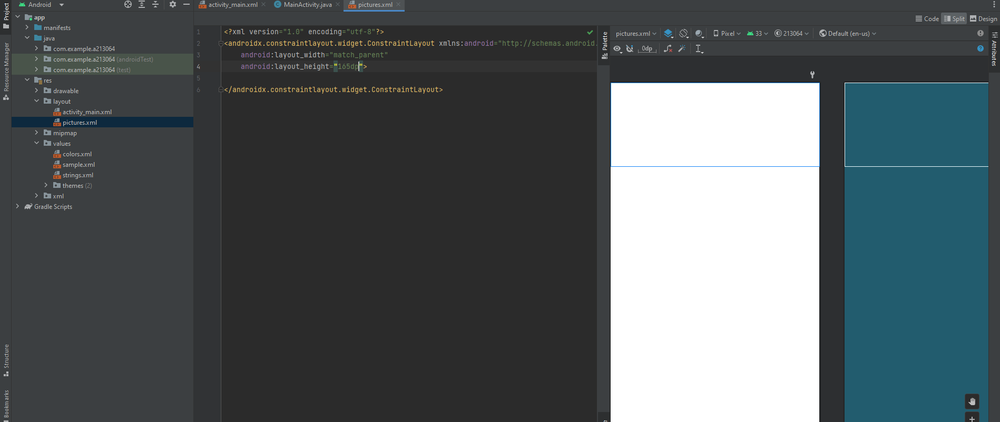 Project
Android
activity_main.xml
MainActivity.java
pictures.xml
Code
Split
Design
app
manifests
java
com.example.a213064
com.example.a213064 (androidTest)
com.example.a213064 (test)
res
drawable
layout
activity_main.xml
pictures.xml
mipmap
values
colors.xml
sample.xml
strings.xml
themes (2)
xml
Gradle Scripts
Resource Manager
Structure
Bookmarks
1 <?xml version="1.0" encoding="utf-8"?>
2 <androidx.constraintlayout.widget.ConstraintLayout xmlns:android="http://schemas.android.
3 android:layout_width="match_parent"
4 android:layout_height="165dp">
5
6 </androidx.constraintlayout.widget.ConstraintLayout>
Palette
pictures.xml
Pixel
33
213064
Default (en-us)
0dp
Attributes